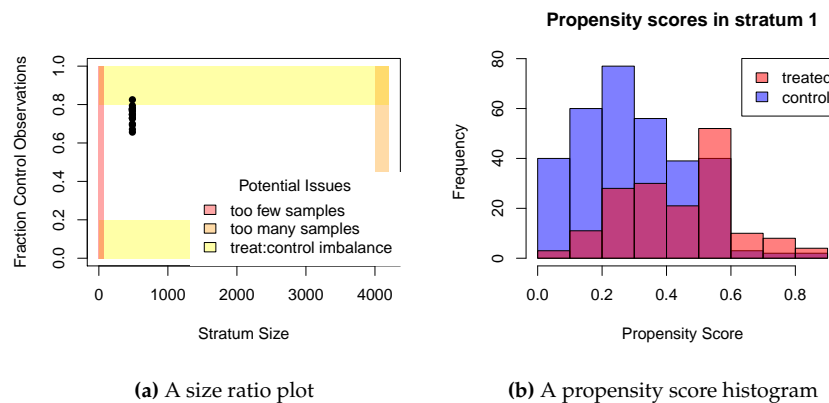 Fraction Control Observations
1.0
0.8
0.6
0.4
0.2
0.0
Potential Issues
too few samples
too many samples
treat:control imbalance
0 1000 2000 3000 4000
Stratum Size
(a) A size ratio plot
Propensity scores in stratum 1
Frequency
80
60
40
20
0
treated
control
0.0 0.2 0.4 0.6 0.8
Propensity Score
(b) A propensity score histogram